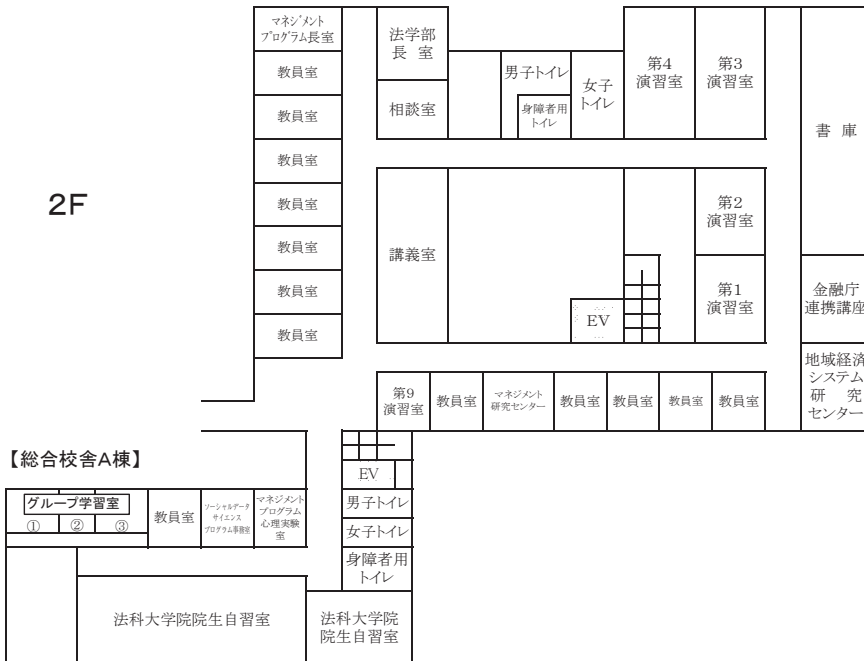 2F
マネジメント
プログラム長室
教員室
教員室
教員室
教員室
教員室
教員室
教員室
法学部
長 室
相談室
男子トイレ
身障者用
トイレ
女子
トイレ
第4
演習室
第3
演習室
書 庫
講義室
EV
第2
演習室
第1
演習室
金融庁
連携講座
地域経済
システム
研 究
センター
第9
演習室
教員室
マネジメント
研究センター
教員室
教員室
教員室
教員室
【総合校舎A棟】
グループ学習室
①
②
③
教員室
ソーシャルデータ
サイエンス
プログラム事務室
マネジメント
プログラム
心理実験
室
EV
男子トイレ
女子トイレ
身障者用
トイレ
法科大学院院生自習室
法科大学院
院生自習室